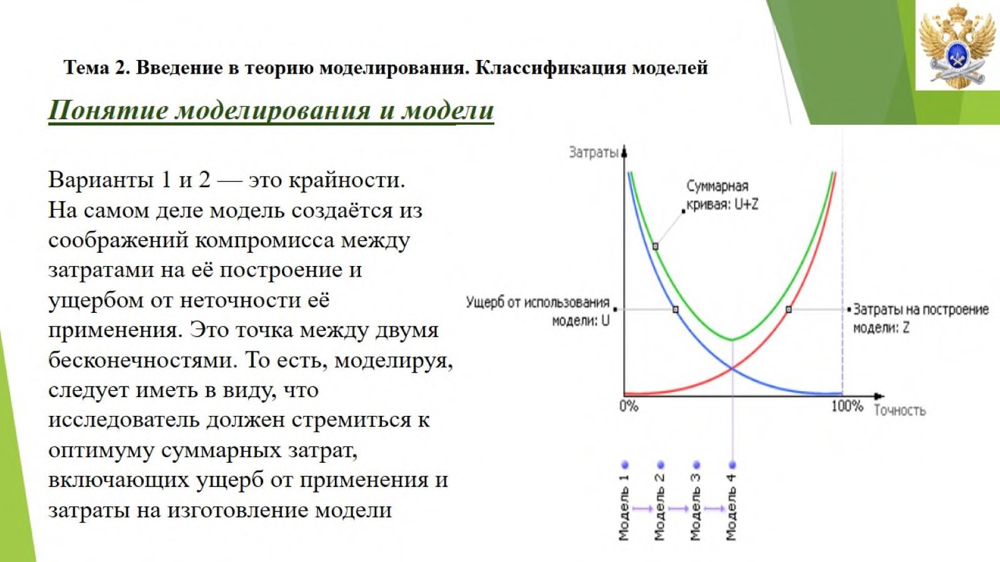 Тема 2. Введение в теорию моделирования. Классификация моделей
Понятие моделирования и модели
Варианты 1 и 2 — это крайности.
На самом деле модель создаётся из
соображений компромисса между
затратами на её построение и
ущербом от неточности её
применения. Это точка между двумя
бесконечностями. То есть, моделируя,
следует иметь в виду, что
исследователь должен стремиться к
оптимуму суммарных затрат,
включающих ущерб от применения и
затраты на изготовление модели
Затраты
Суммарная
кривая: U+Z
Ущерб от использования
модели: U
Затраты на построение
модели: Z
0%
100%
Точность
Модель 1
Модель 2
Модель 3
Модель 4